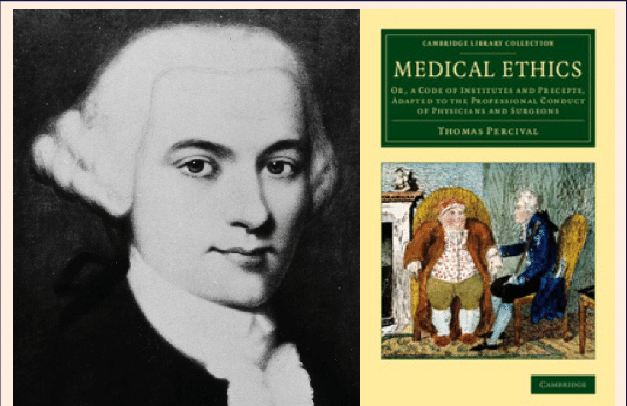 CAMBRIDGE LIBRARY COLLECTION
MEDICAL ETHICS
OR, A CODE OF INSTITUTES AND PRECEPTS,
ADAPTED TO THE PROFESSIONAL CONDUCT
OF PHYSICIANS AND SURGEONS
THOMAS PERCIVAL
CAMBRIDGE